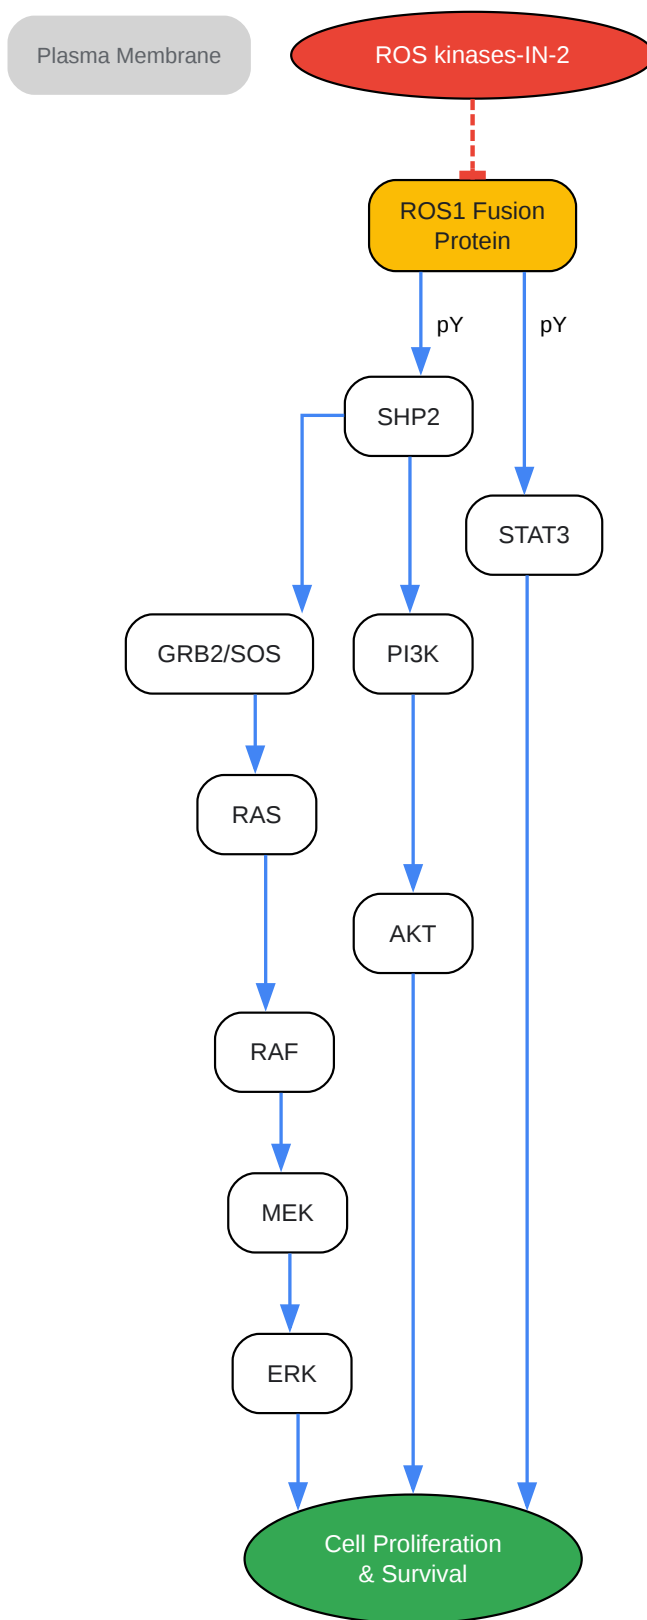 Plasma Membrane
ROS kinases-IN-2
ROS1 Fusion
Protein
pY
pY
SHP2
STAT3
GRB2/SOS
PI3K
RAS
AKT
RAF
MEK
ERK
Cell Proliferation
& Survival